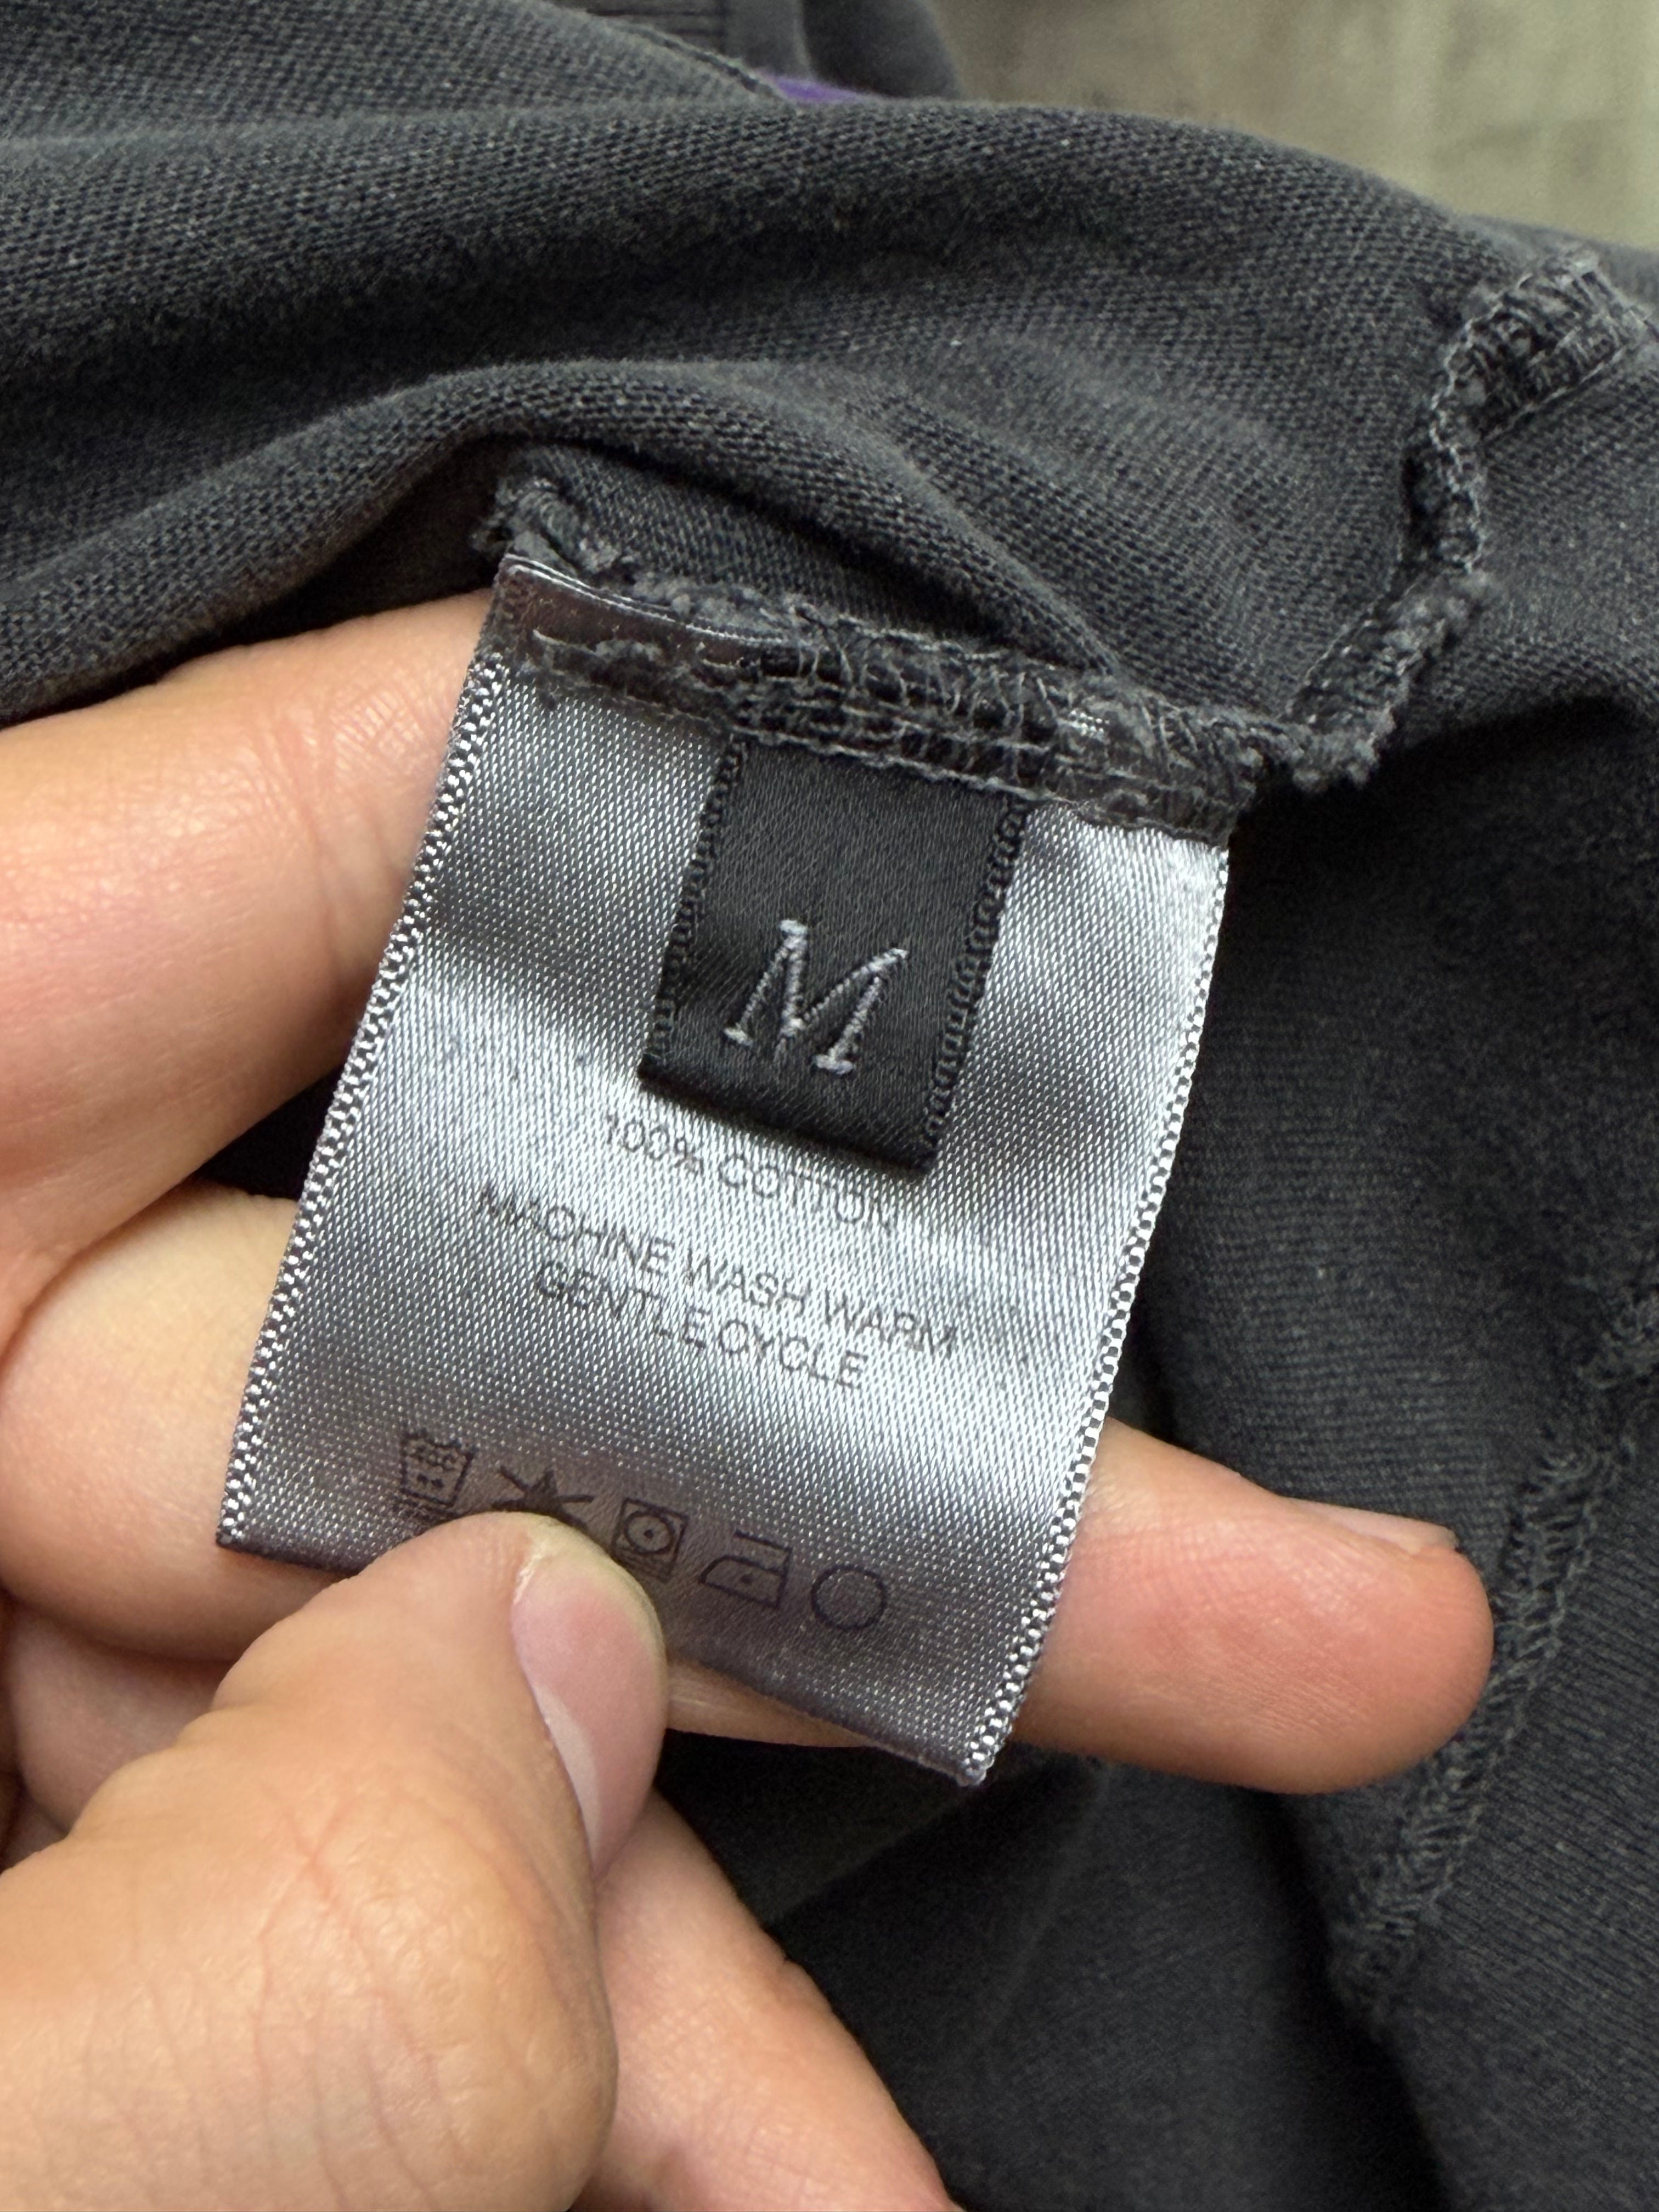 M
100% COTTON
MACHINE WASH WARM
GENTLE CYCLE